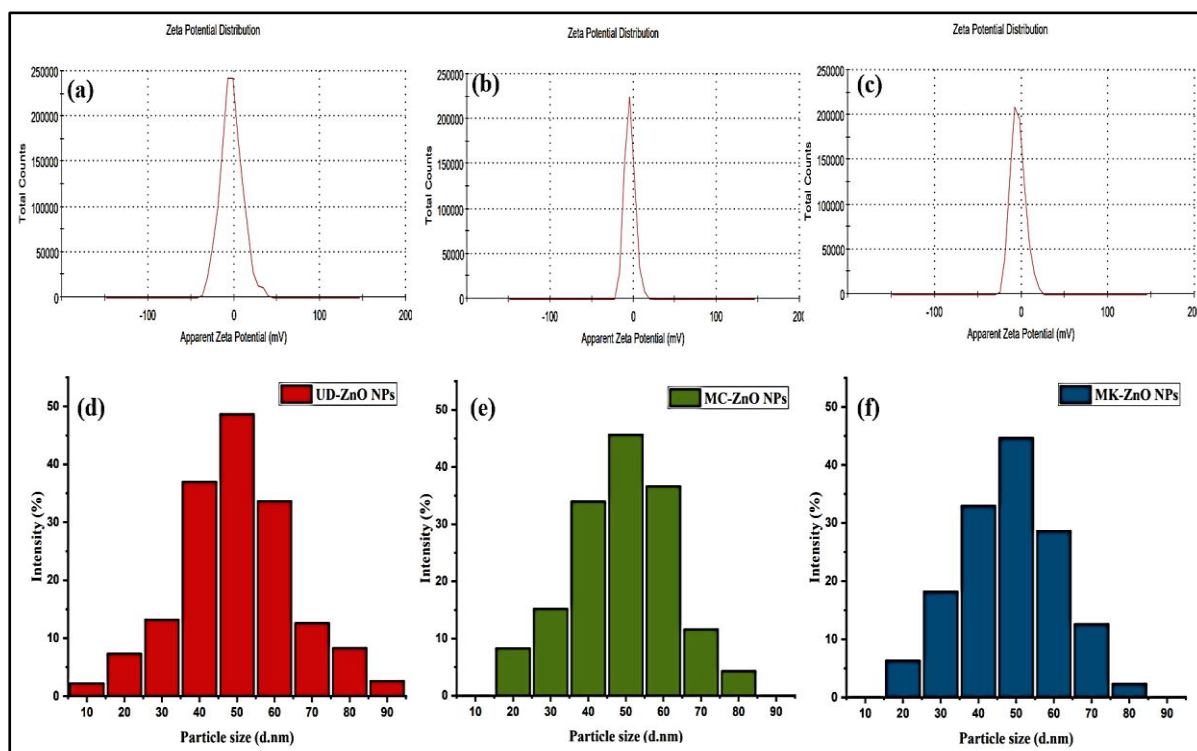 Zeta Potential Distribution
(a)
Total Counts
250000
200000
150000
100000
50000
0
-100
0
100
200
Apparent Zeta Potential (mV)
Zeta Potential Distribution
(b)
Total Counts
250000
200000
150000
100000
50000
0
-100
0
100
20
Apparent Zeta Potential (mV)
Zeta Potential Distribution
(c)
Total Counts
250000
200000
150000
100000
50000
0
-100
0
100
200
Apparent Zeta Potential (mV)
(d)
UD-ZnO NPs
Intensity (%)
50
40
30
20
10
0
10 20 30 40 50 60 70 80 90
Particle size (d.nm)
(e)
MC-ZnO NPs
Intensity (%)
50
40
30
20
10
0
10 20 30 40 50 60 70 80 90
Particle size (d.nm)
(f)
MK-ZnO NPs
Intensity (%)
50
40
30
20
10
0
10 20 30 40 50 60 70 80 90
Particle size (d.nm)